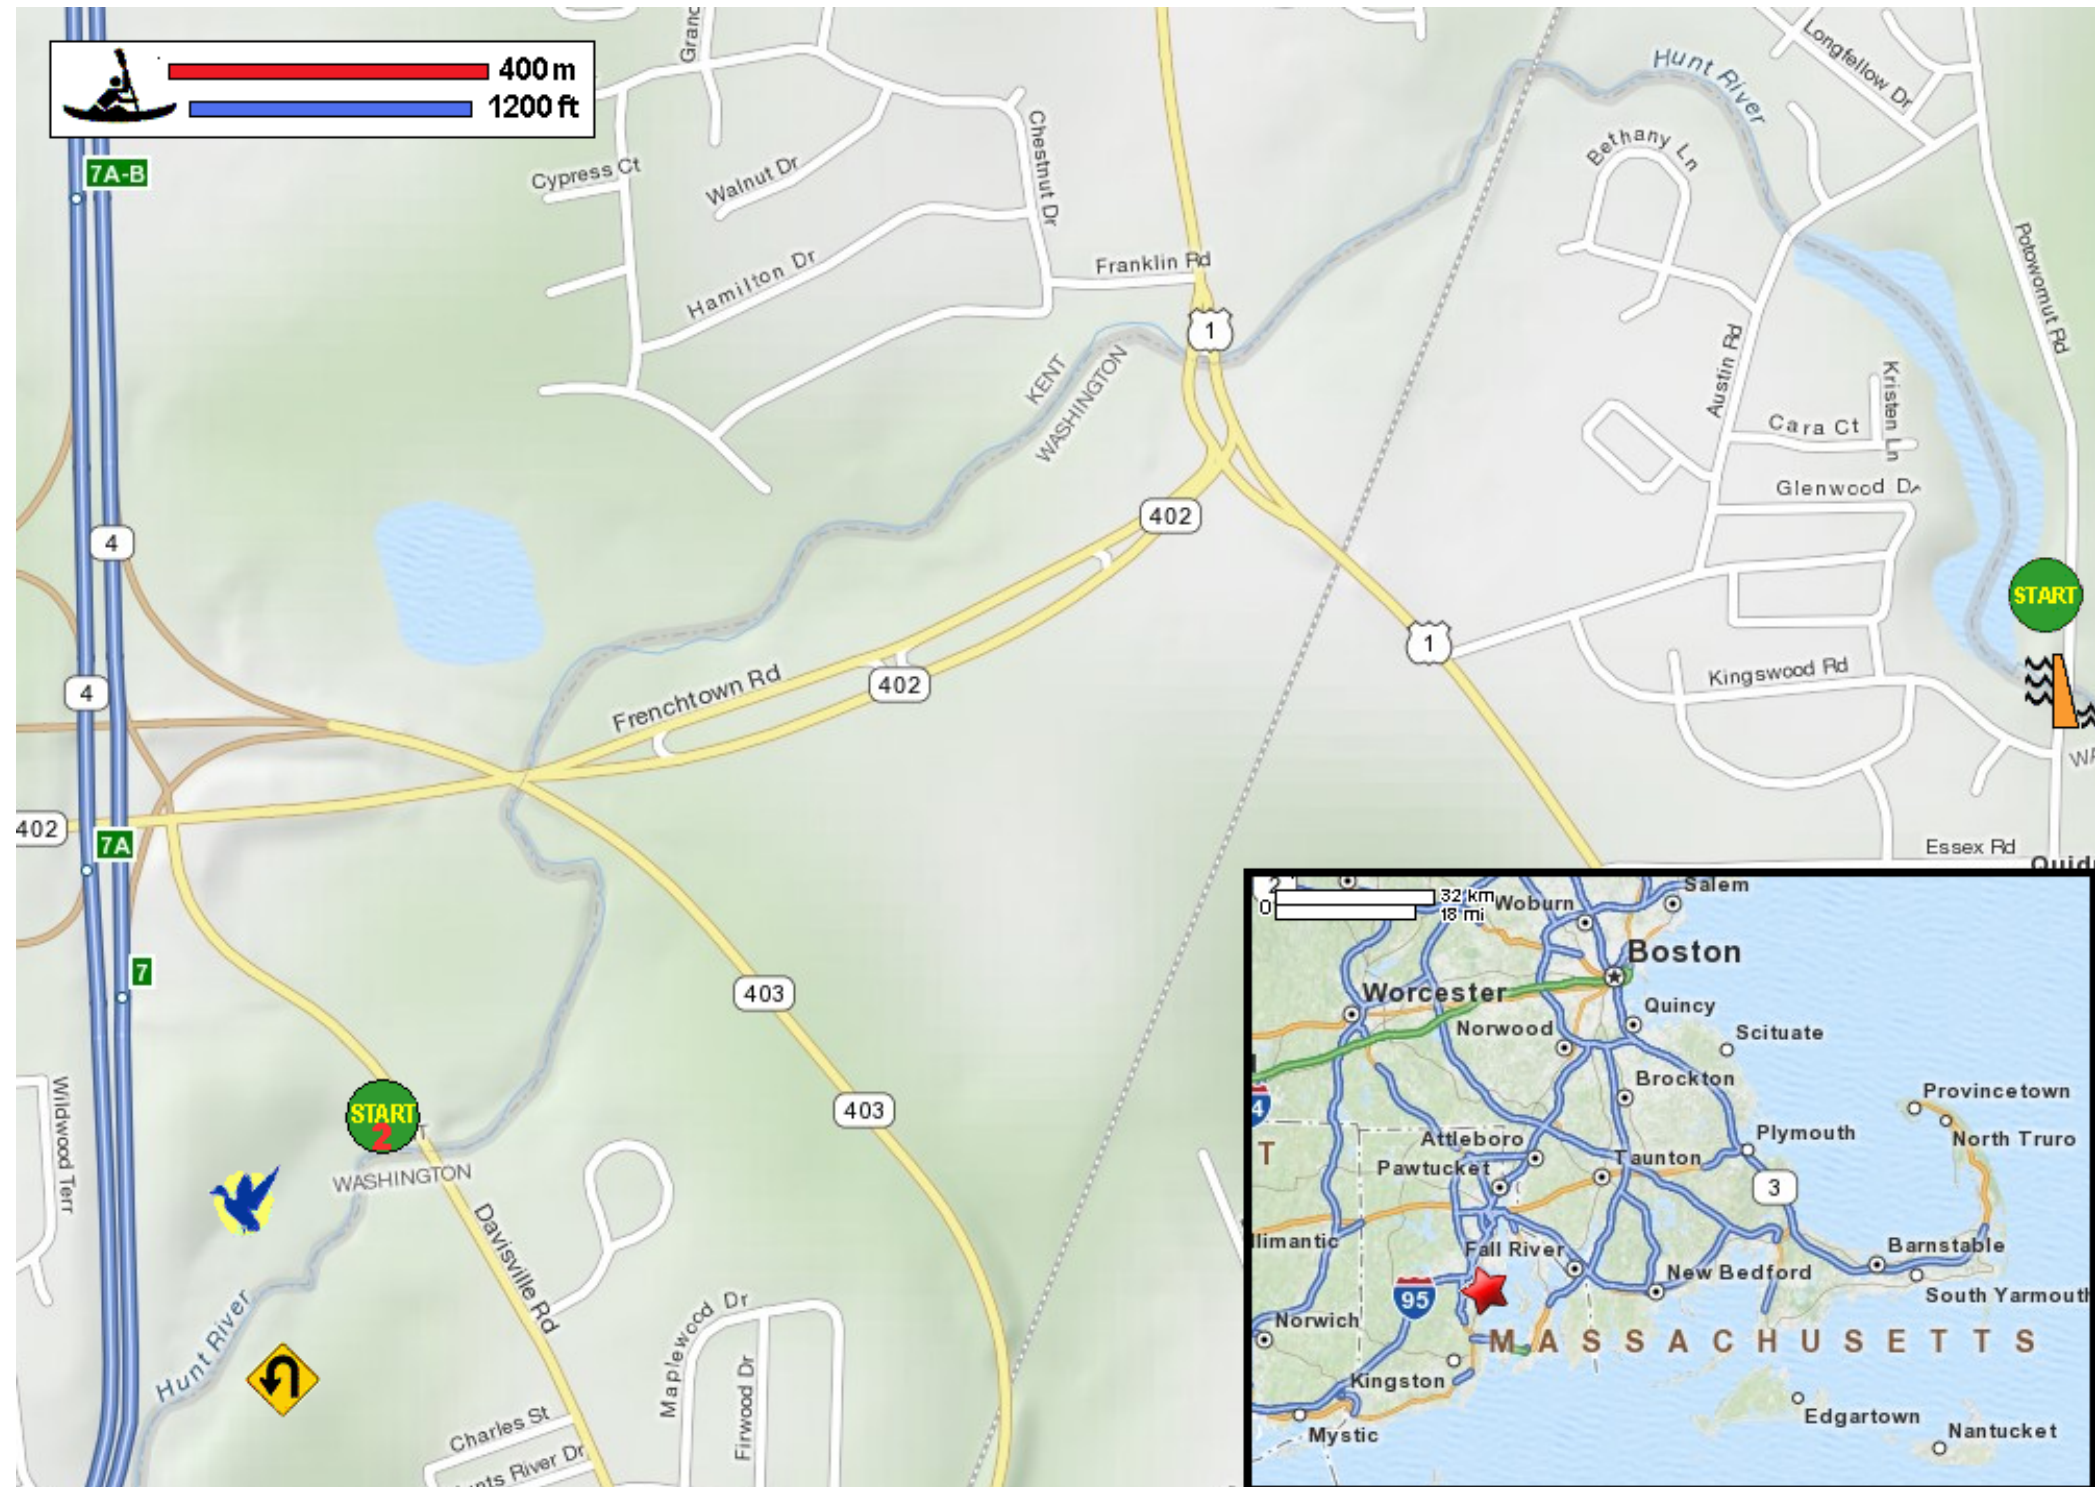 400 m
1200 ft
7A-B
Grand
Cypress Ct
Walnut Dr
Chestnut Dr
Hamilton Dr
Franklin Rd
1
Hunt River
Longfellow Dr
Bethany Ln
Potowomut Rd
Austin Rd
Kristen Ln
Cara Ct
Glenwood Dr
KENT
WASHINGTON
402
4
START
1
Kingswood Rd
4
402
Frenchtown Rd
402
7A
Essex Rd
7
403
403
Wildwood Terr
START
2
WASHINGTON
Davisville Rd
Hunt River
Maplewood Dr
Firwood Dr
Charles St
nts River Dr
32 km
0
18 mi
Woburn
Salem
Boston
Worcester
Quincy
Norwood
Scituate
Brockton
Provincetown
North Truro
Attleboro
Plymouth
Pawtucket
Taunton
3
limantic
Fall River
Barnstable
New Bedford
95
South Yarmouth
Norwich
MASSACHUSETTS
Kingston
Edgartown
Mystic
Nantucket